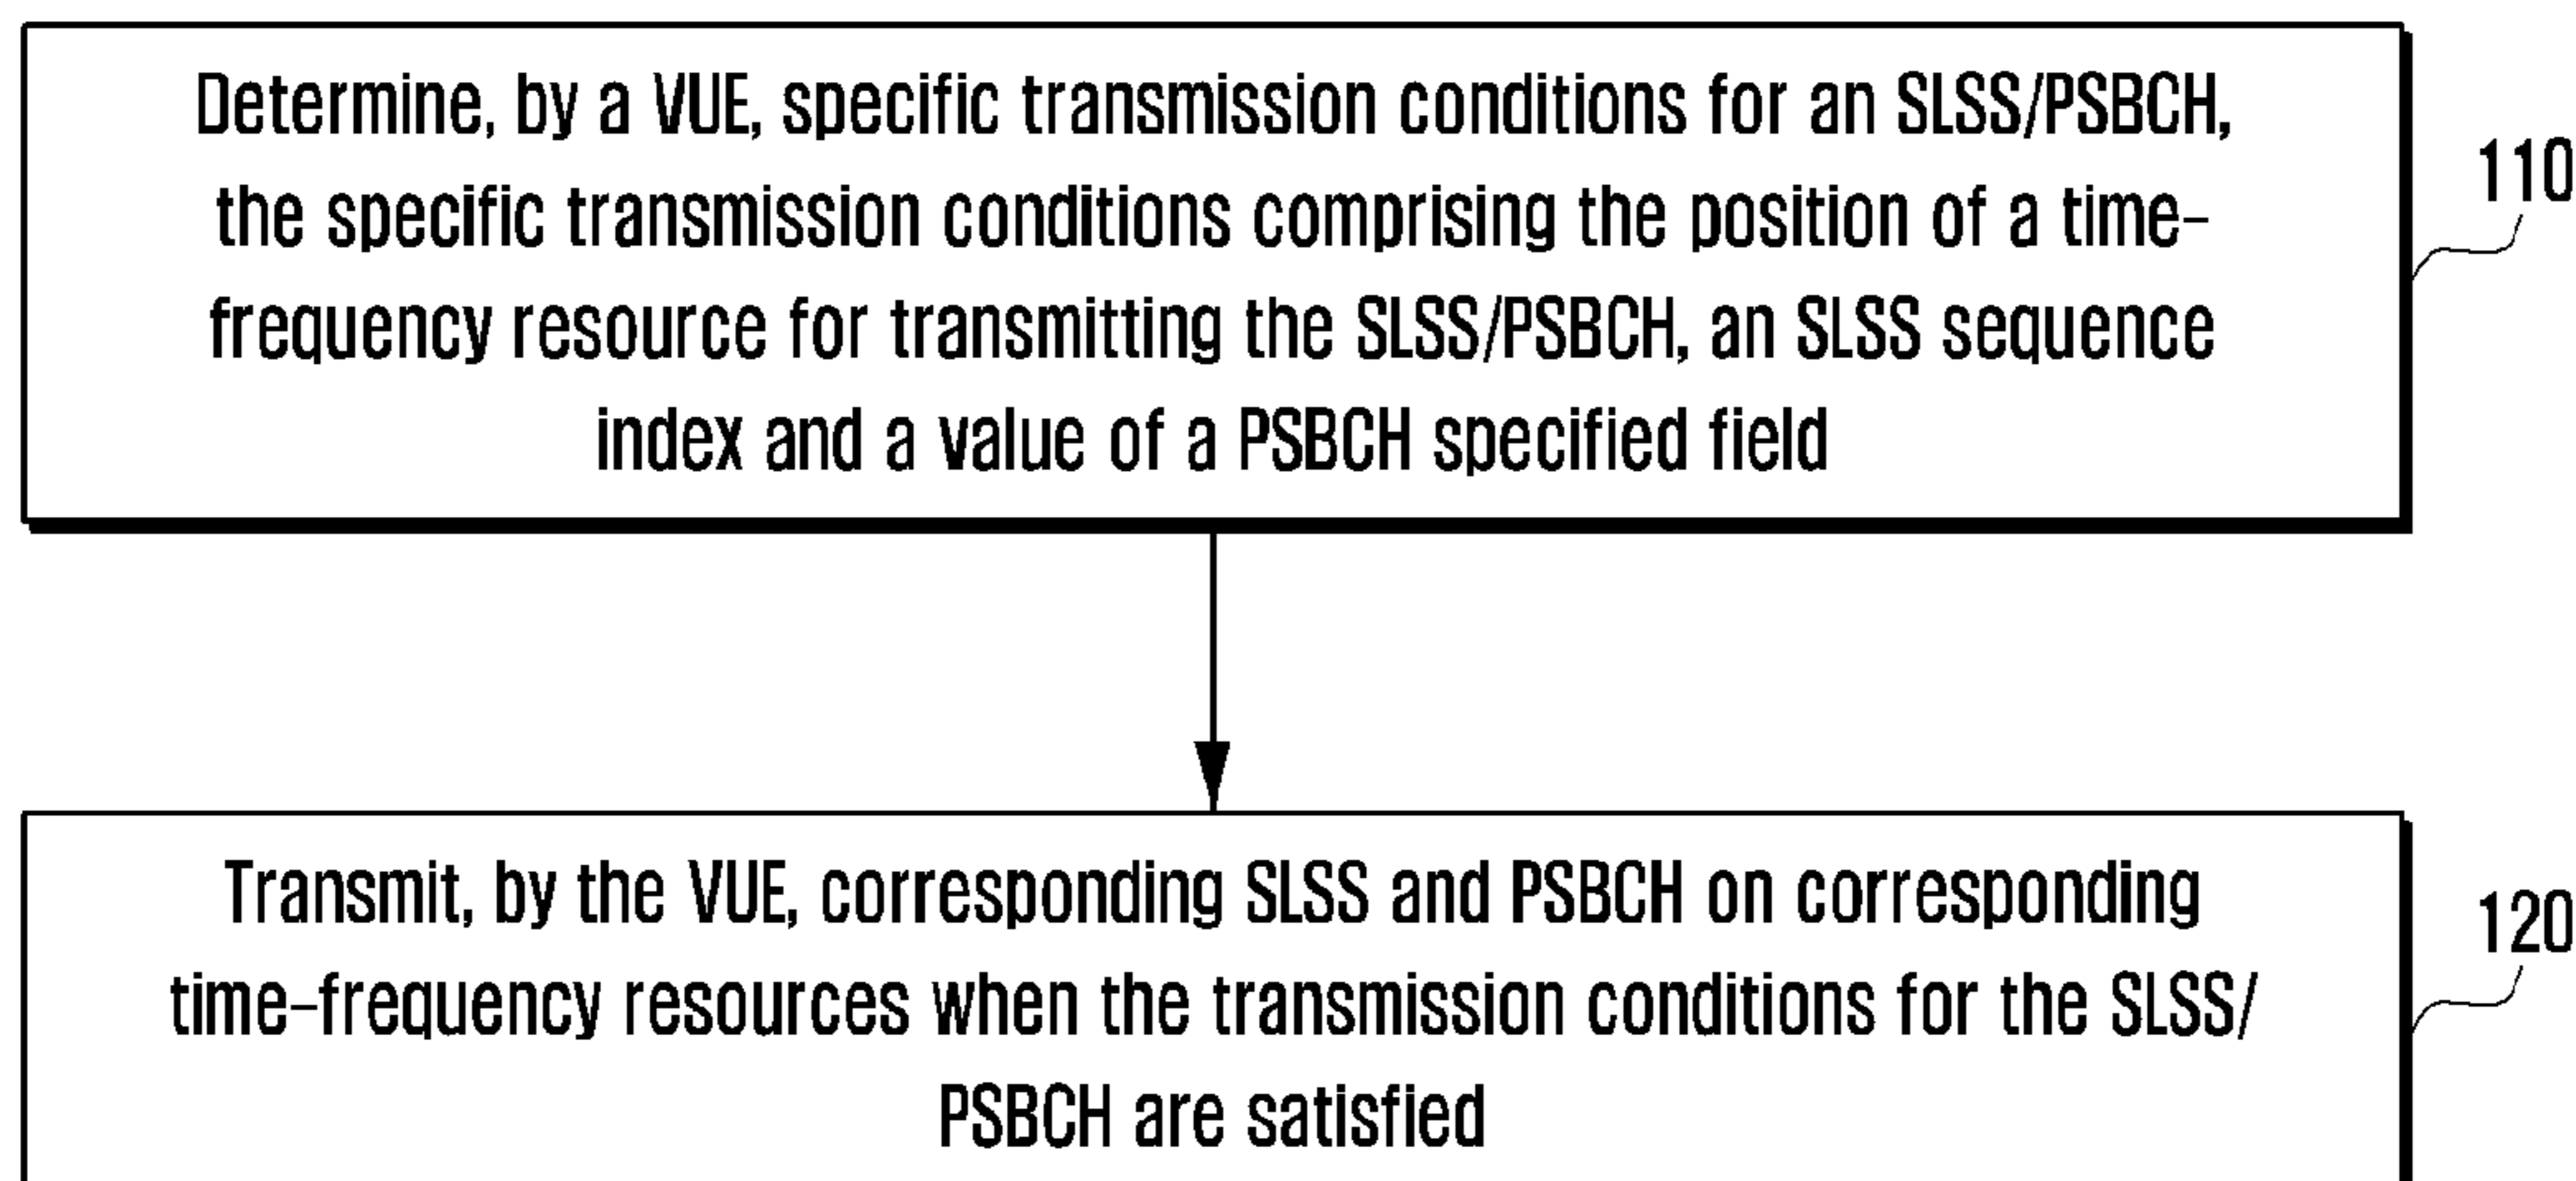 Determine, by a VUE, specific transmission conditions for an SLSS/PSBCH,
the specific transmission conditions comprising the position of a time-
frequency resource for transmitting the SLSS/PSBCH, an SLSS sequence
index and a value of a PSBCH specified field
110
Transmit, by the VUE, corresponding SLSS and PSBCH on corresponding
time-frequency resources when the transmission conditions for the SLSS/
PSBCH are satisfied
120